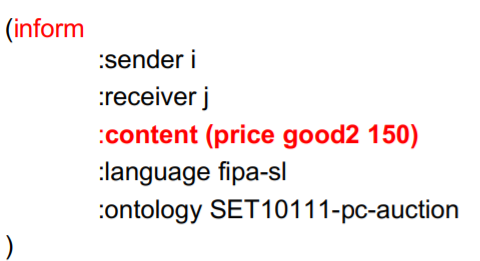 (inform
:sender i
:receiver j
:content (price good2 150)
:language fipa-sl
:ontology SET10111-pc-auction
)